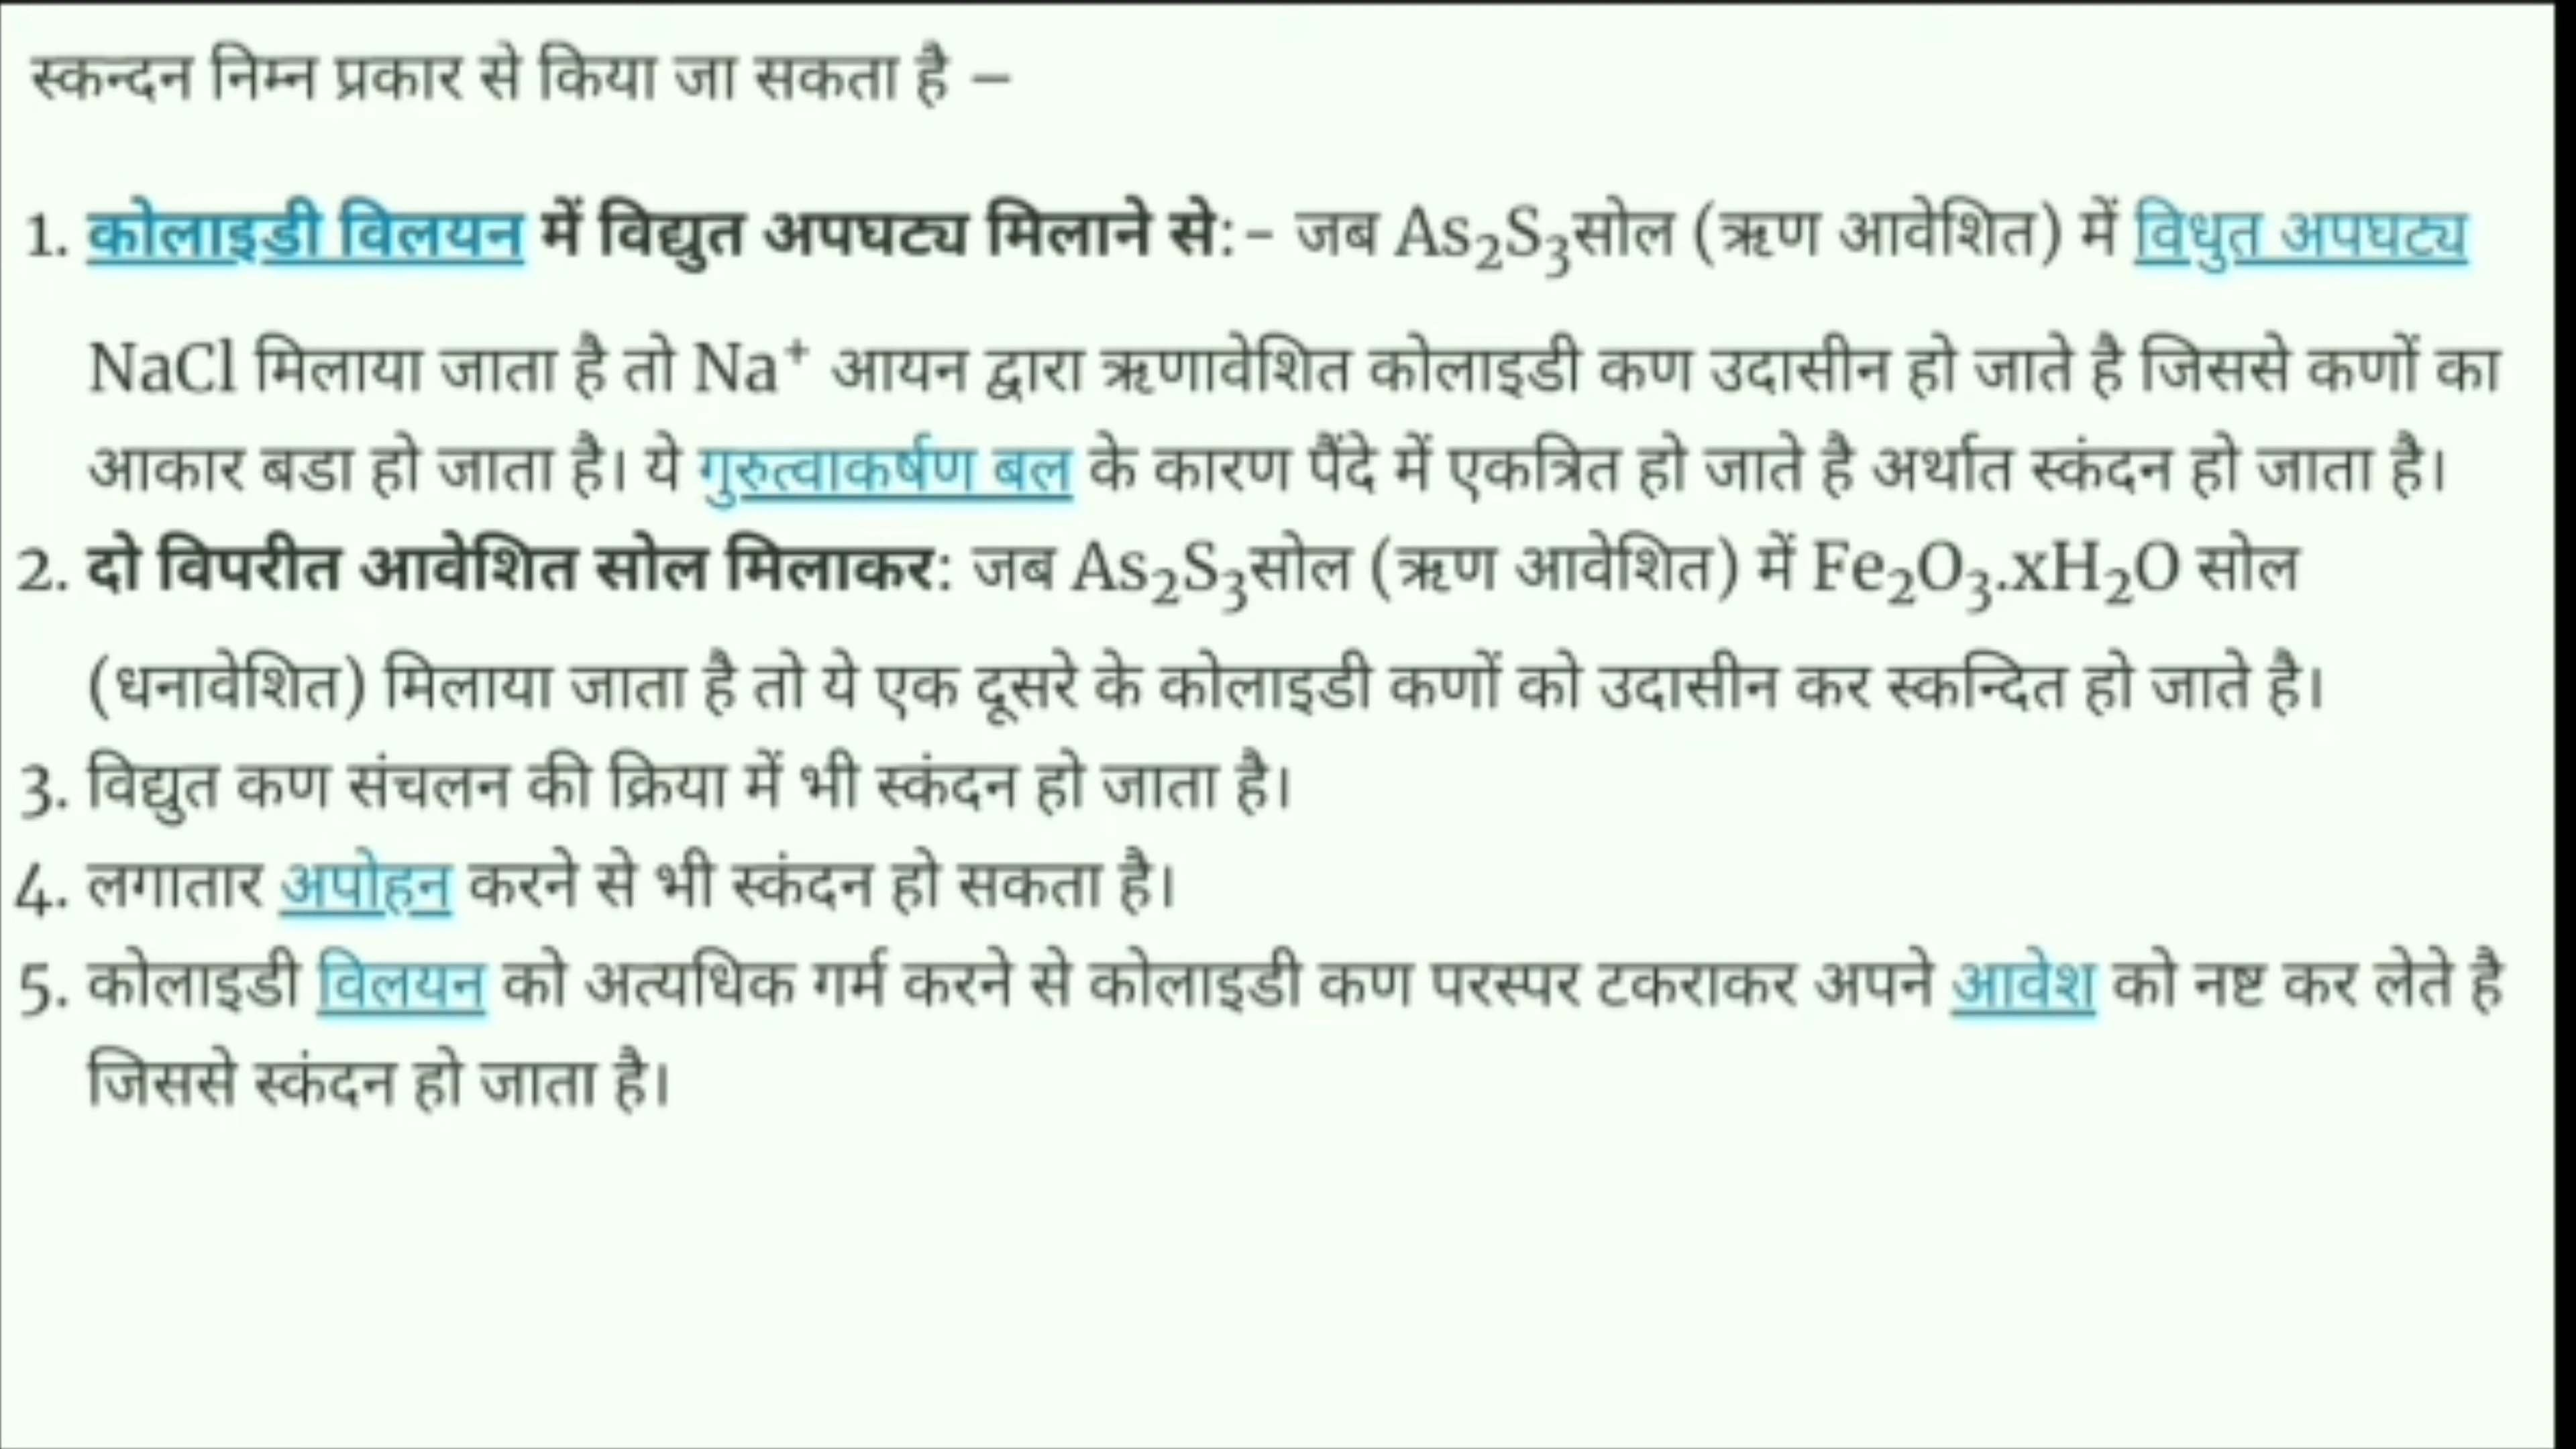 स्कन्दन निम्न प्रकार से किया जा सकता है –
1. कोलाइडी विलयन में विद्युत अपघट्य मिलाने से:- जब As₂S₃सोल (ऋण आवेशित) में विधुत अपघट्य
NaCl मिलाया जाता है तो Na⁺ आयन द्वारा ऋणावेशित कोलाइडी कण उदासीन हो जाते है जिससे कणों का
आकार बडा हो जाता है। ये गुरुत्वाकर्षण बल के कारण पैंदे में एकत्रित हो जाते है अर्थात स्कंदन हो जाता है।
2. दो विपरीत आवेशित सोल मिलाकर: जब As₂S₃सोल (ऋण आवेशित) में Fe₂O₃.xH₂O सोल
(धनावेशित) मिलाया जाता है तो ये एक दूसरे के कोलाइडी कणों को उदासीन कर स्कन्दित हो जाते है।
3. विद्युत कण संचलन की क्रिया में भी स्कंदन हो जाता है।
4. लगातार अपोहन करने से भी स्कंदन हो सकता है।
5. कोलाइडी विलयन को अत्यधिक गर्म करने से कोलाइडी कण परस्पर टकराकर अपने आवेश को नष्ट कर लेते है
जिससे स्कंदन हो जाता है।